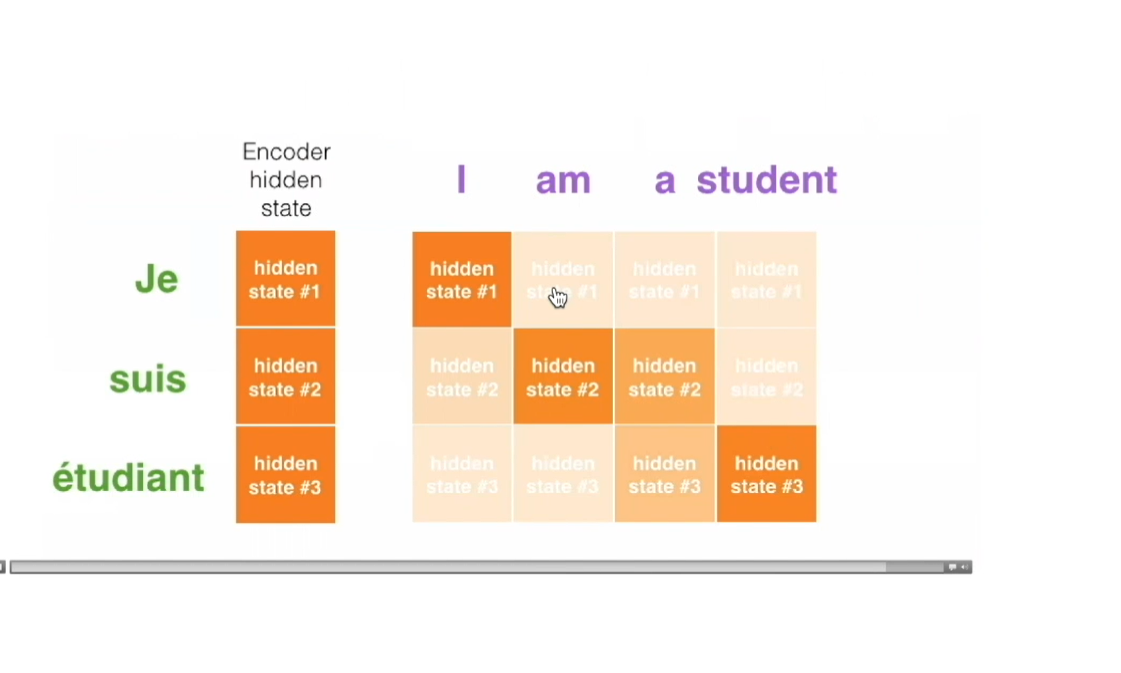 Encoder
hidden
state
I am a student
Je
hidden
state #1
hidden
state #1
hidden
state #1
hidden
state #1
hidden
state #1
suis
hidden
state #2
hidden
state #2
hidden
state #2
hidden
state #2
hidden
state #2
étudiant
hidden
state #3
hidden
state #3
hidden
state #3
hidden
state #3
hidden
state #3